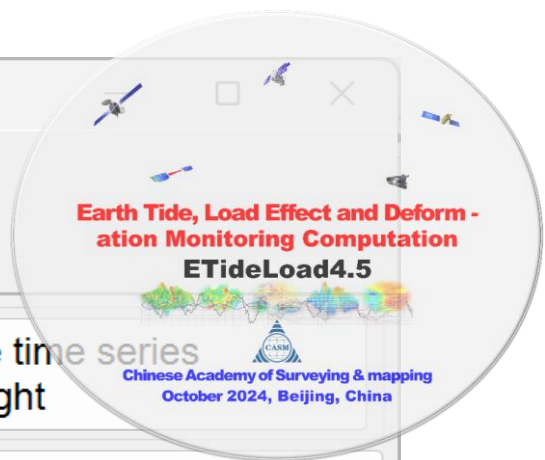 Earth Tide, Load Effect and Deform -
ation Monitoring Computation
ETideLoad4.5
time series
ght
CASM
Chinese Academy of Surveying & mapping
October 2024, Beijing, China